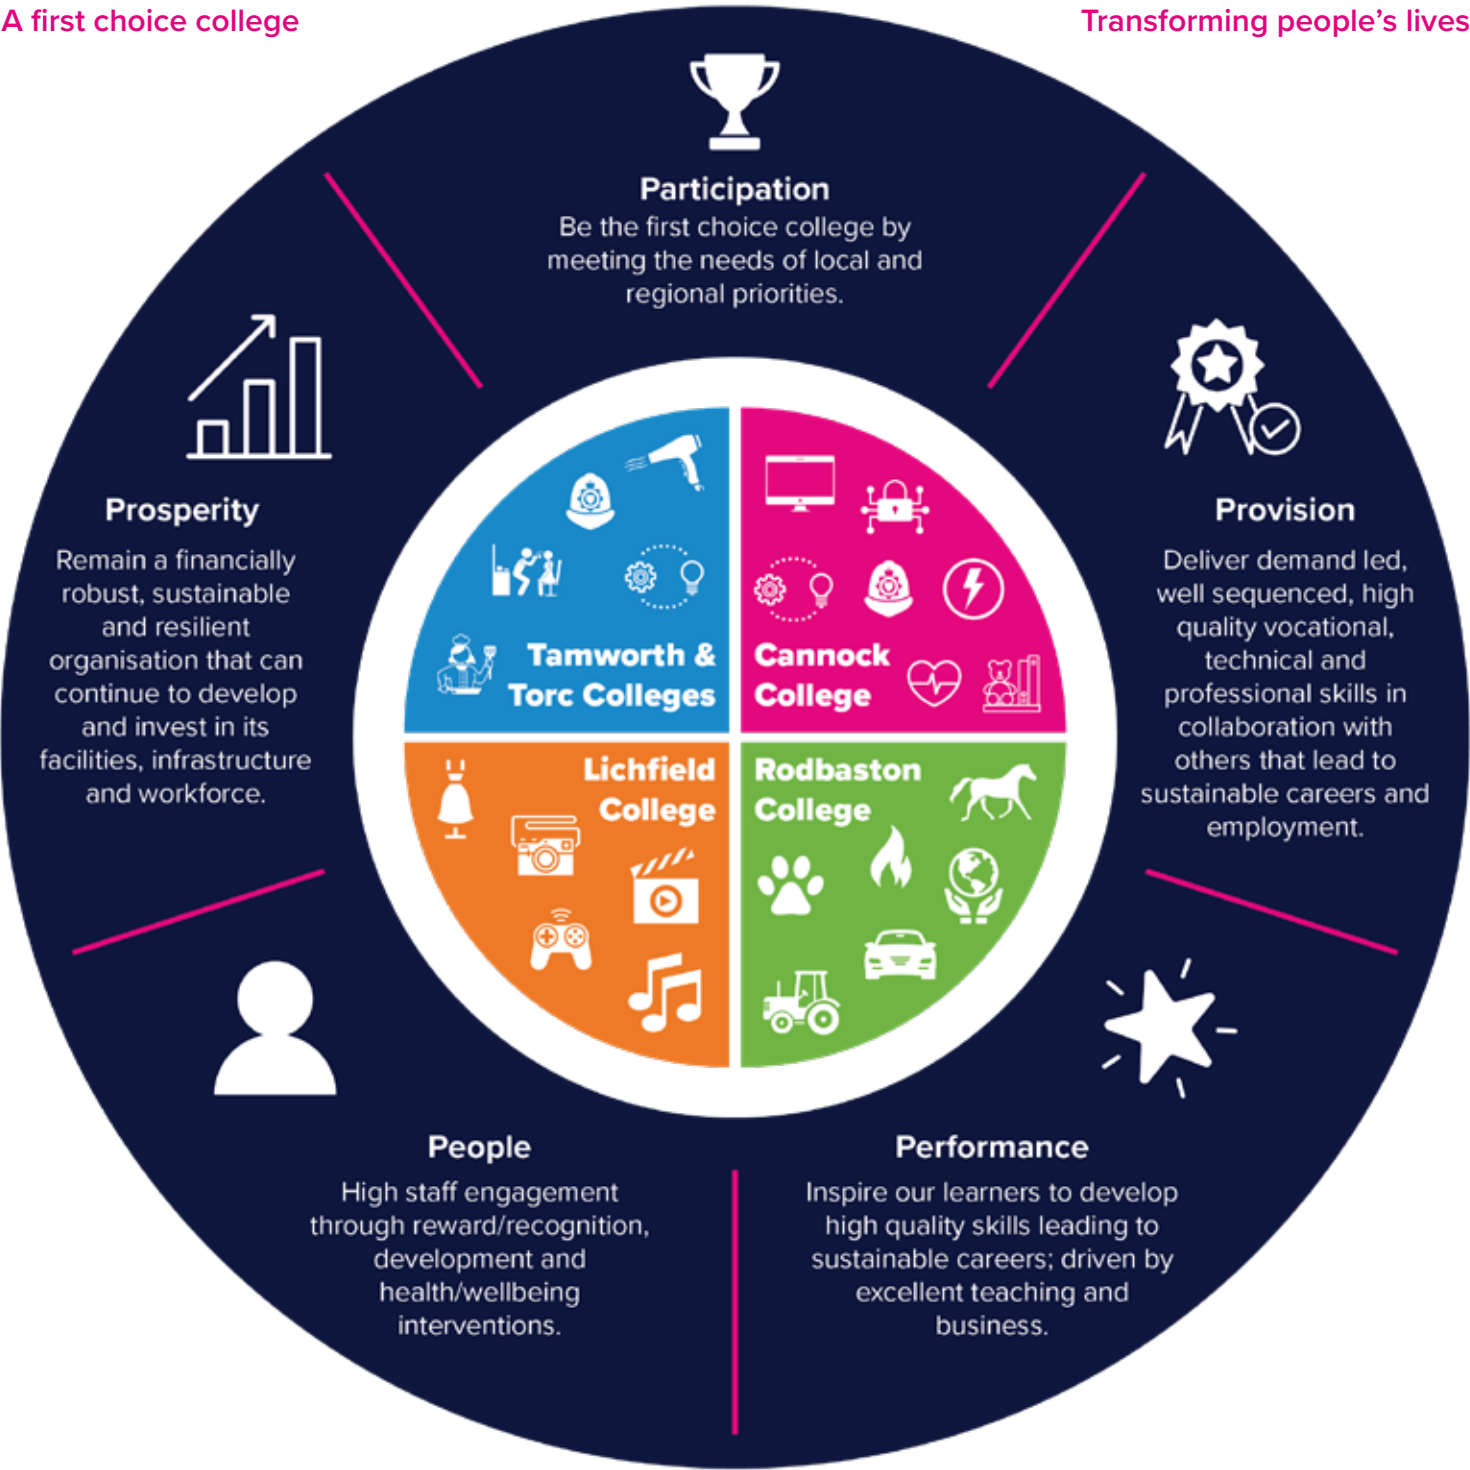 A first choice college
Transforming people's lives
Participation
Be the first choice college by
meeting the needs of local and
regional priorities.
Provision
Deliver demand led,
well sequenced, high
quality vocational,
technical and
professional skills in
collaboration with
others that lead to
sustainable careers and
employment.
Performance
Inspire our learners to develop
high quality skills leading to
sustainable careers; driven by
excellent teaching and
business.
People
High staff engagement
through reward/recognition,
development and
health/wellbeing
interventions.
Prosperity
Remain a financially
robust, sustainable
and resilient
organisation that can
continue to develop
and invest in its
facilities, infrastructure
and workforce.
Tamworth &
Torc Colleges
Cannock
College
Lichfield
College
Rodbaston
College